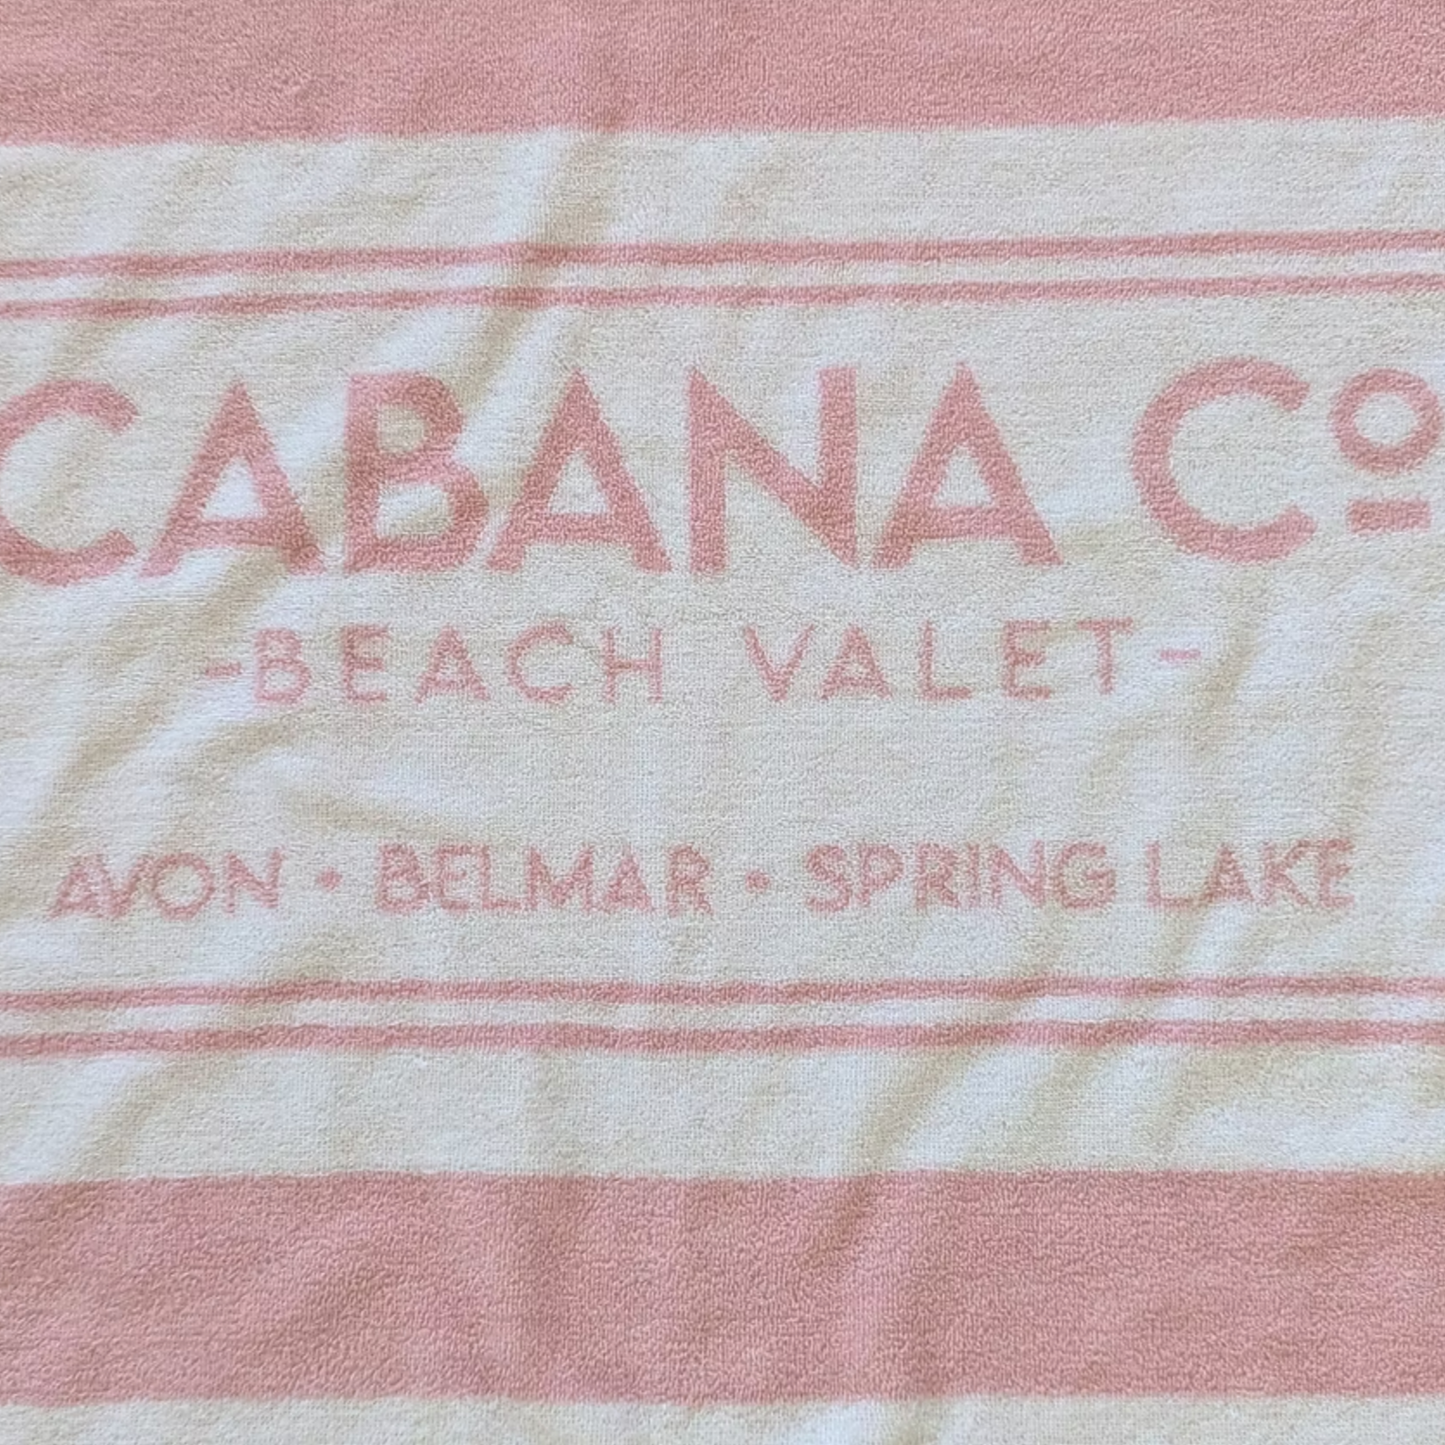 CABANA Cº
-BEACH VALET-
AVON • BELMAR • SPRING LAKE